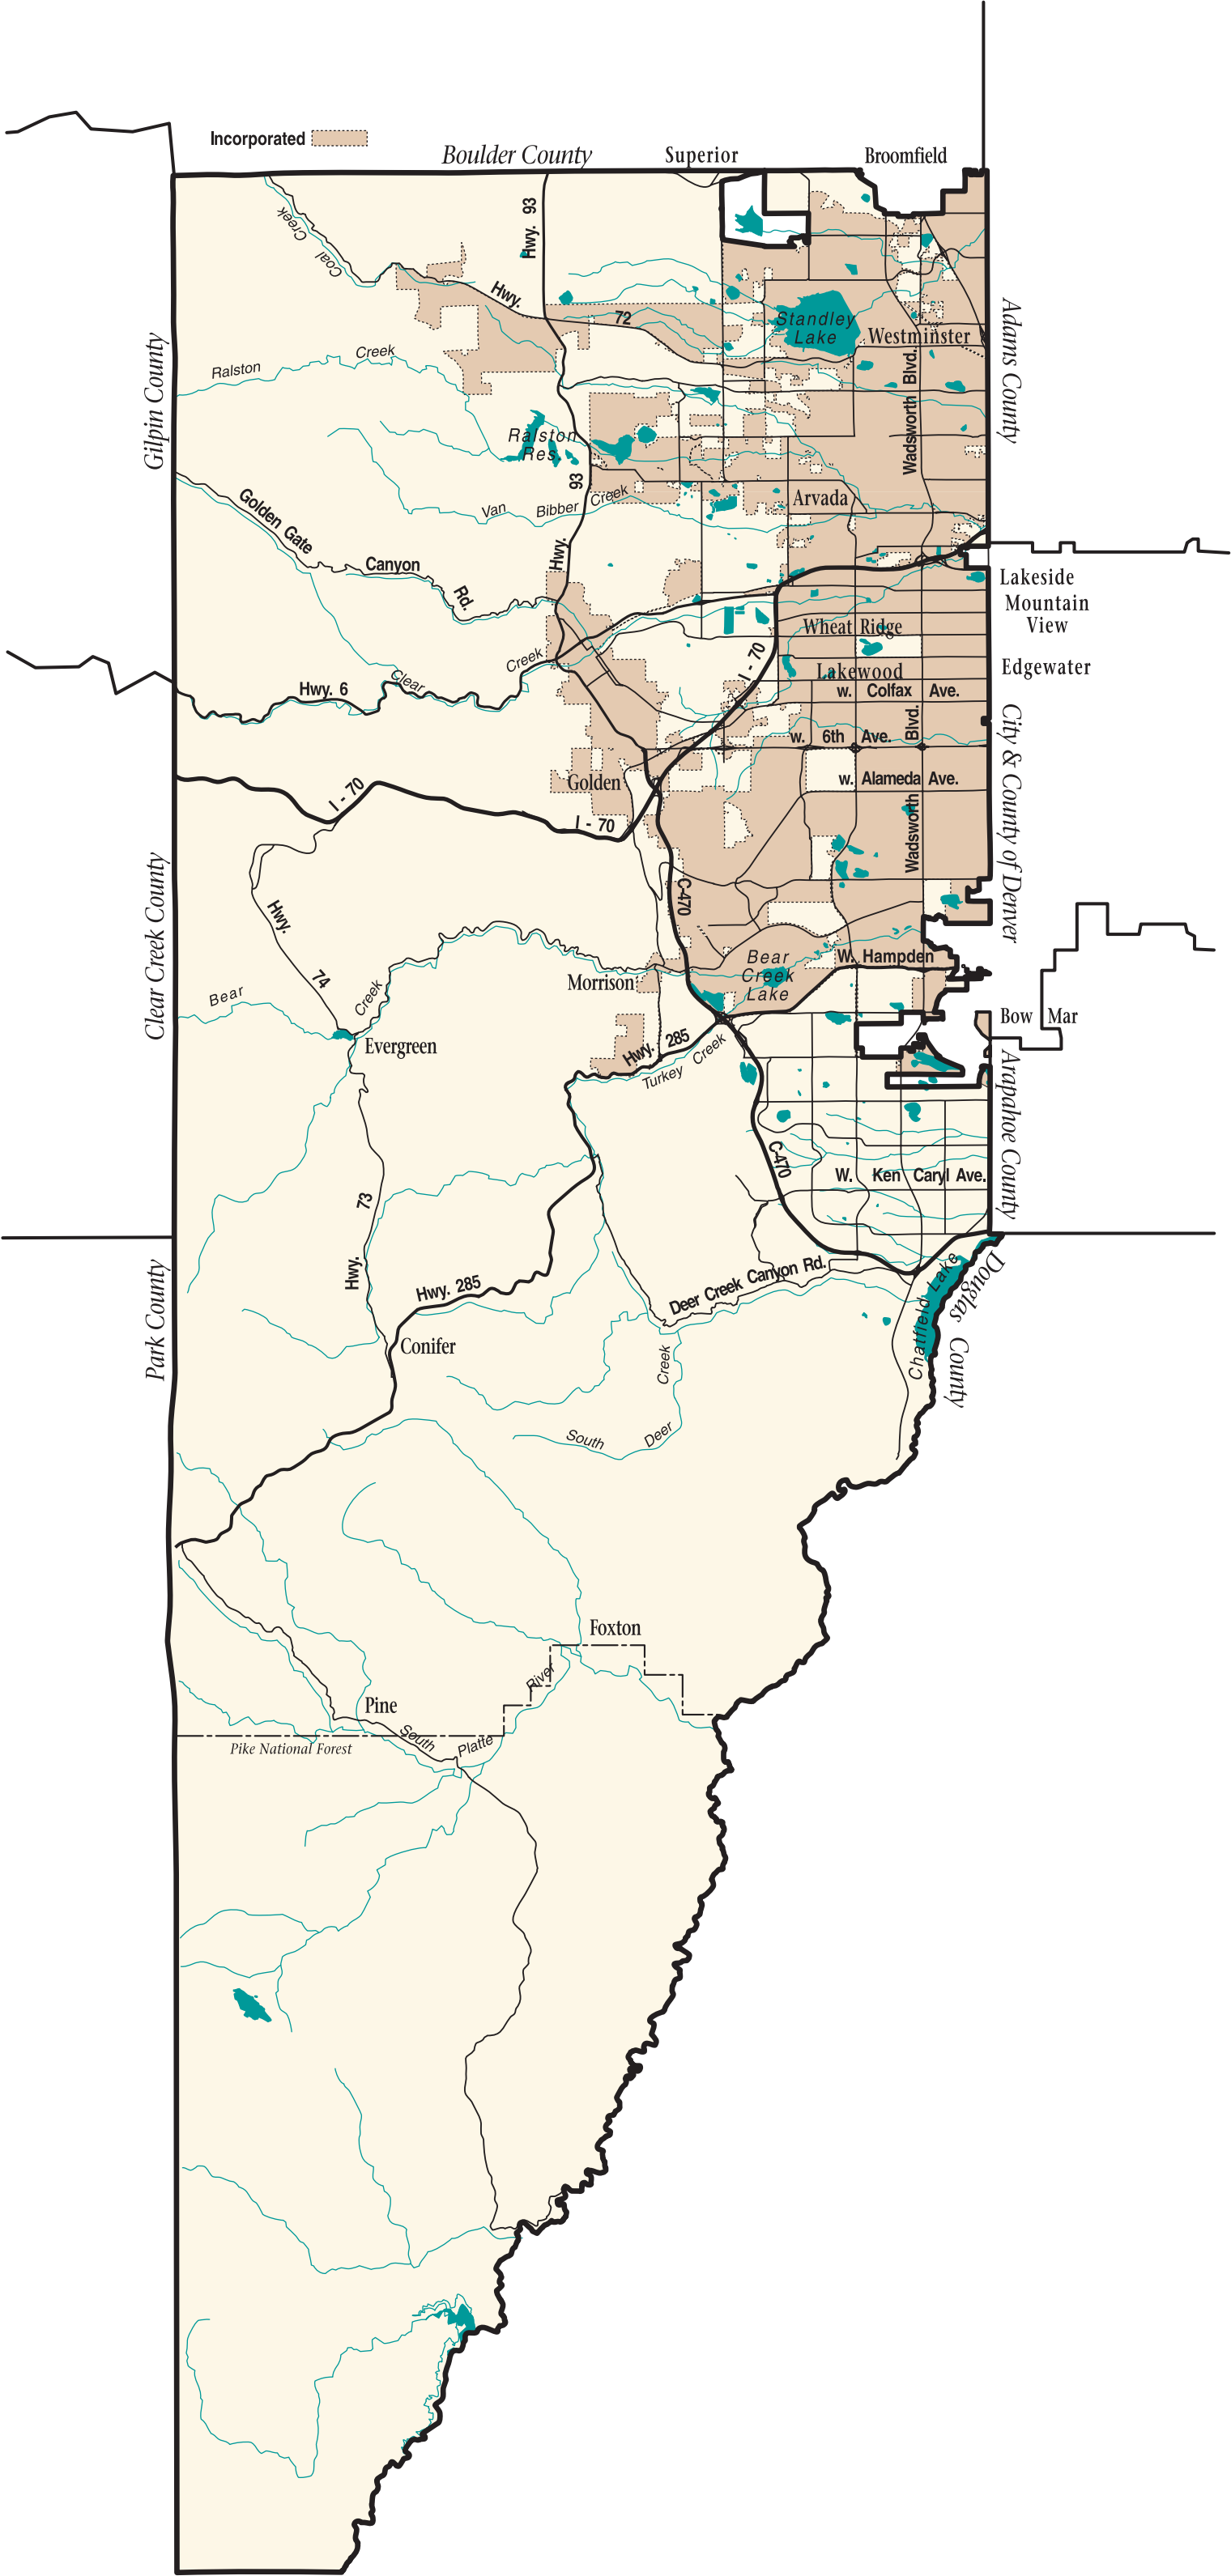 Incorporated
Boulder County
Superior
Broomfield
Hwy. 93
Coal Creek
Hwy. 72
Standley
Lake
Westminster
Adams County
Gilpin County
Ralston Creek
Wadsworth Blvd.
Ralston
Res.
93
Hwy.
Golden Gate Canyon Rd.
Van Bibber Creek
Arvada
Lakeside
Mountain
View
Wheat Ridge
Edgewater
Lakewood
I - 70
Clear Creek
Hwy. 6
w. Colfax Ave.
City & County of Denver
w. 6th Ave.
Blvd.
Wadsworth
w. Alameda Ave.
Golden
I - 70
I - 70
Clear Creek County
Hwy. 74
C-470
W. Hampden
Bear
Creek
Lake
Morrison
Bear Creek
Bow Mar
Evergreen
Hwy. 285
Turkey Creek
Arapahoe County
C-470
W. Ken Caryl Ave.
Hwy. 73
Park County
Hwy. 285
Deer Creek Canyon Rd.
Chatfield Lake
Douglas County
Conifer
South Deer Creek
Foxton
Pine
South Platte River
Pike National Forest